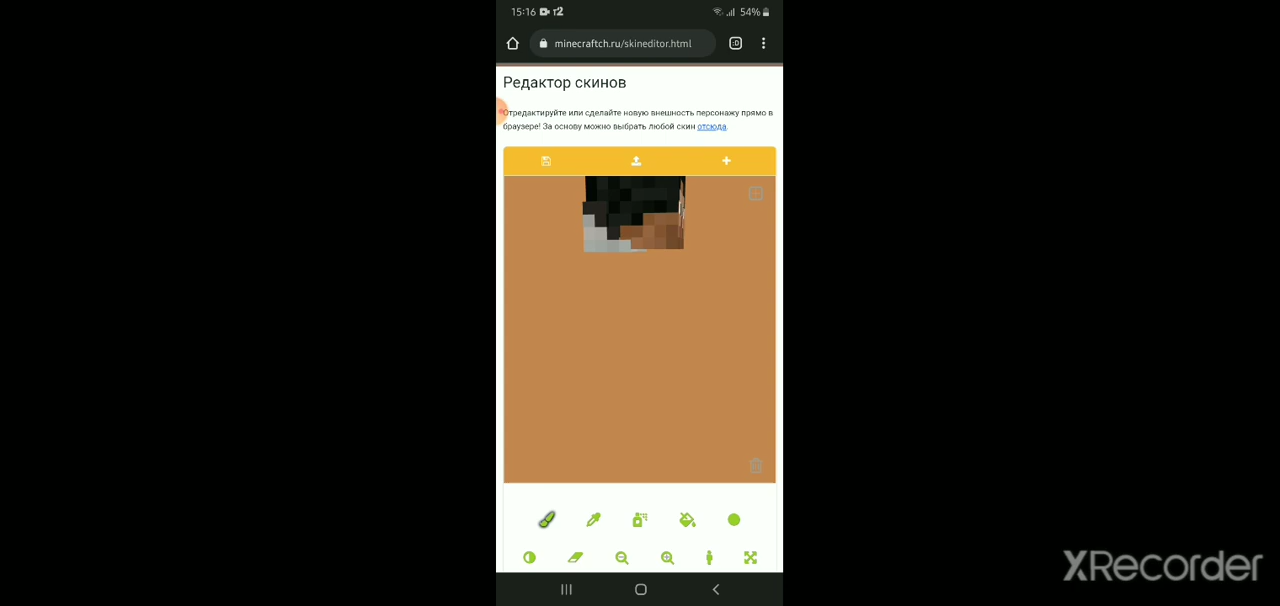 15:16 т2 54%
minecraftch.ru/skineditor.html :D
Редактор скинов
Отредактируйте или сделайте новую внешность персонажу прямо в
браузере! За основу можно выбрать любой скин отсюда.
XRecorder